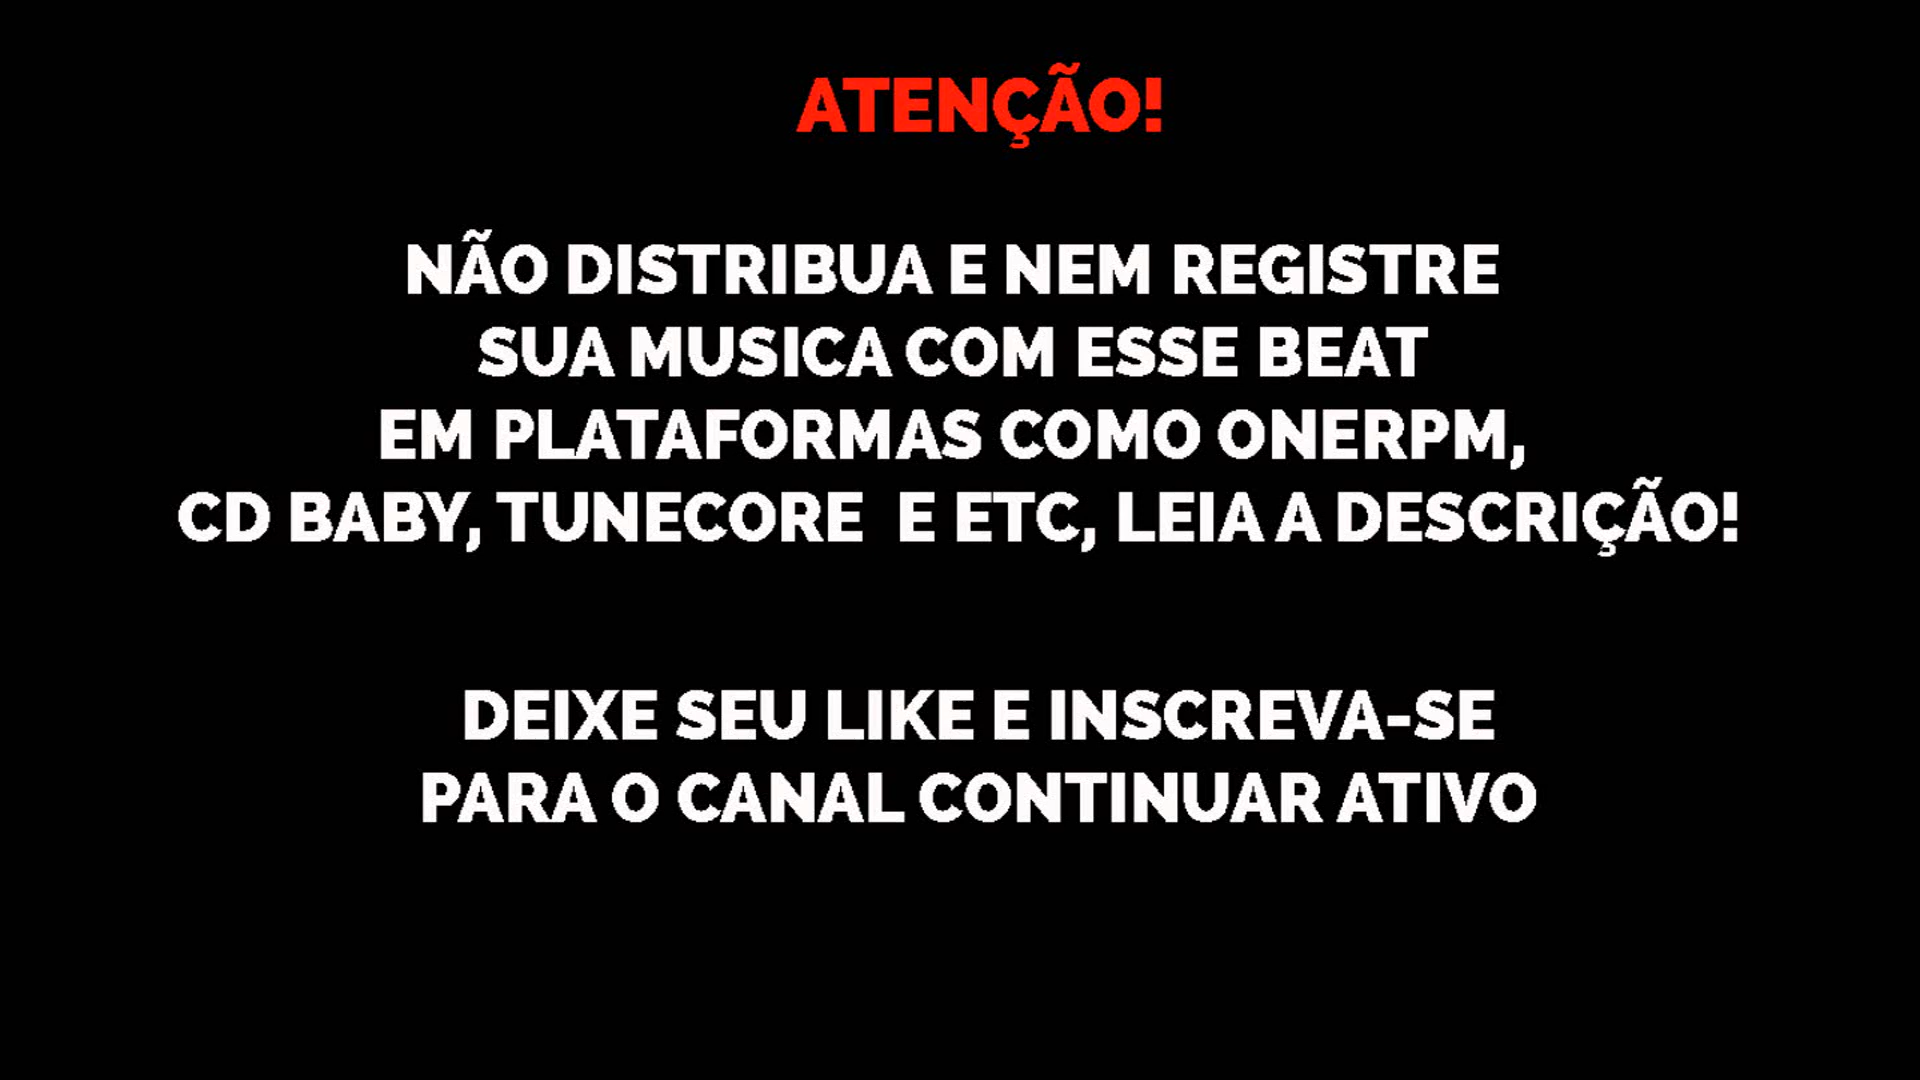 ATENÇÃO!
NÃO DISTRIBUA E NEM REGISTRE
SUA MUSICA COM ESSE BEAT
EM PLATAFORMAS COMO ONERPM,
CD BABY, TUNECORE E ETC, LEIA A DESCRIÇÃO!
DEIXE SEU LIKE E INSCREVA-SE
PARA O CANAL CONTINUAR ATIVO